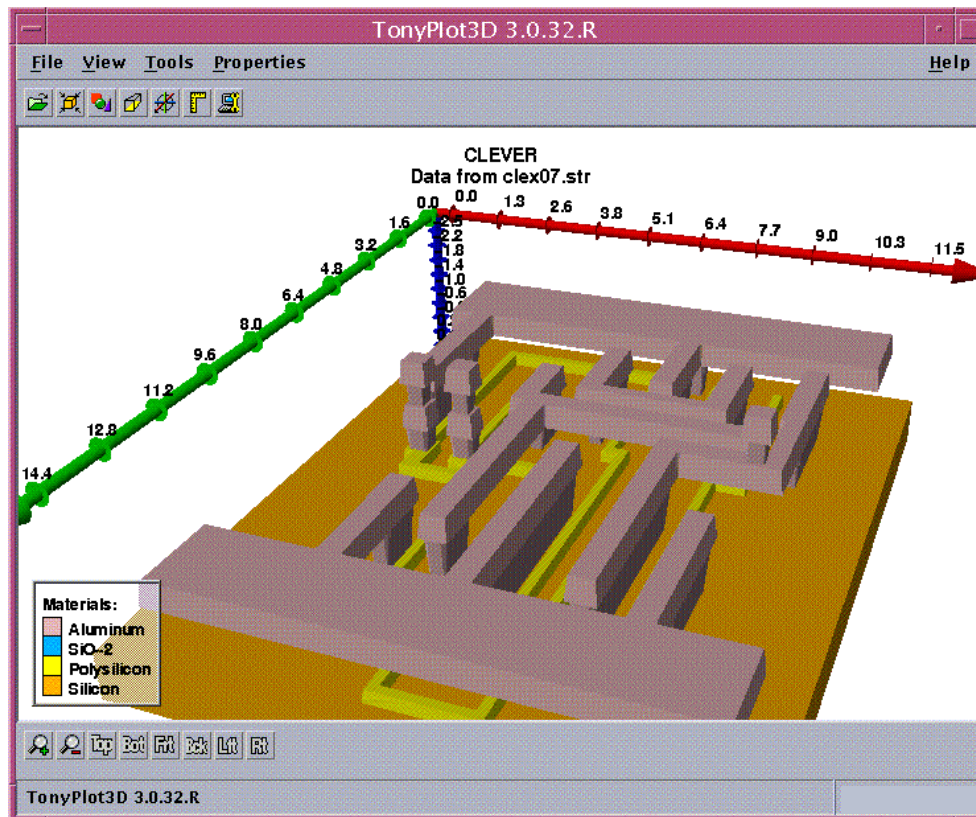 TonyPlot3D 3.0.32.R
File View Tools Properties Help
CLEVER
Data from clex07.str
0.0 0.0 1.3 2.6 3.8 5.1 6.4 7.7 9.0 10.3 11.5
1.6
3.2
4.8
6.4
8.0
9.6
11.2
12.8
14.4
2.2
1.8
1.4
1.0
0.6
Materials:
Aluminum
SiO~2
Polysilicon
Silicon
Top Bot Frt Bck Lft Rt
TonyPlot3D 3.0.32.R